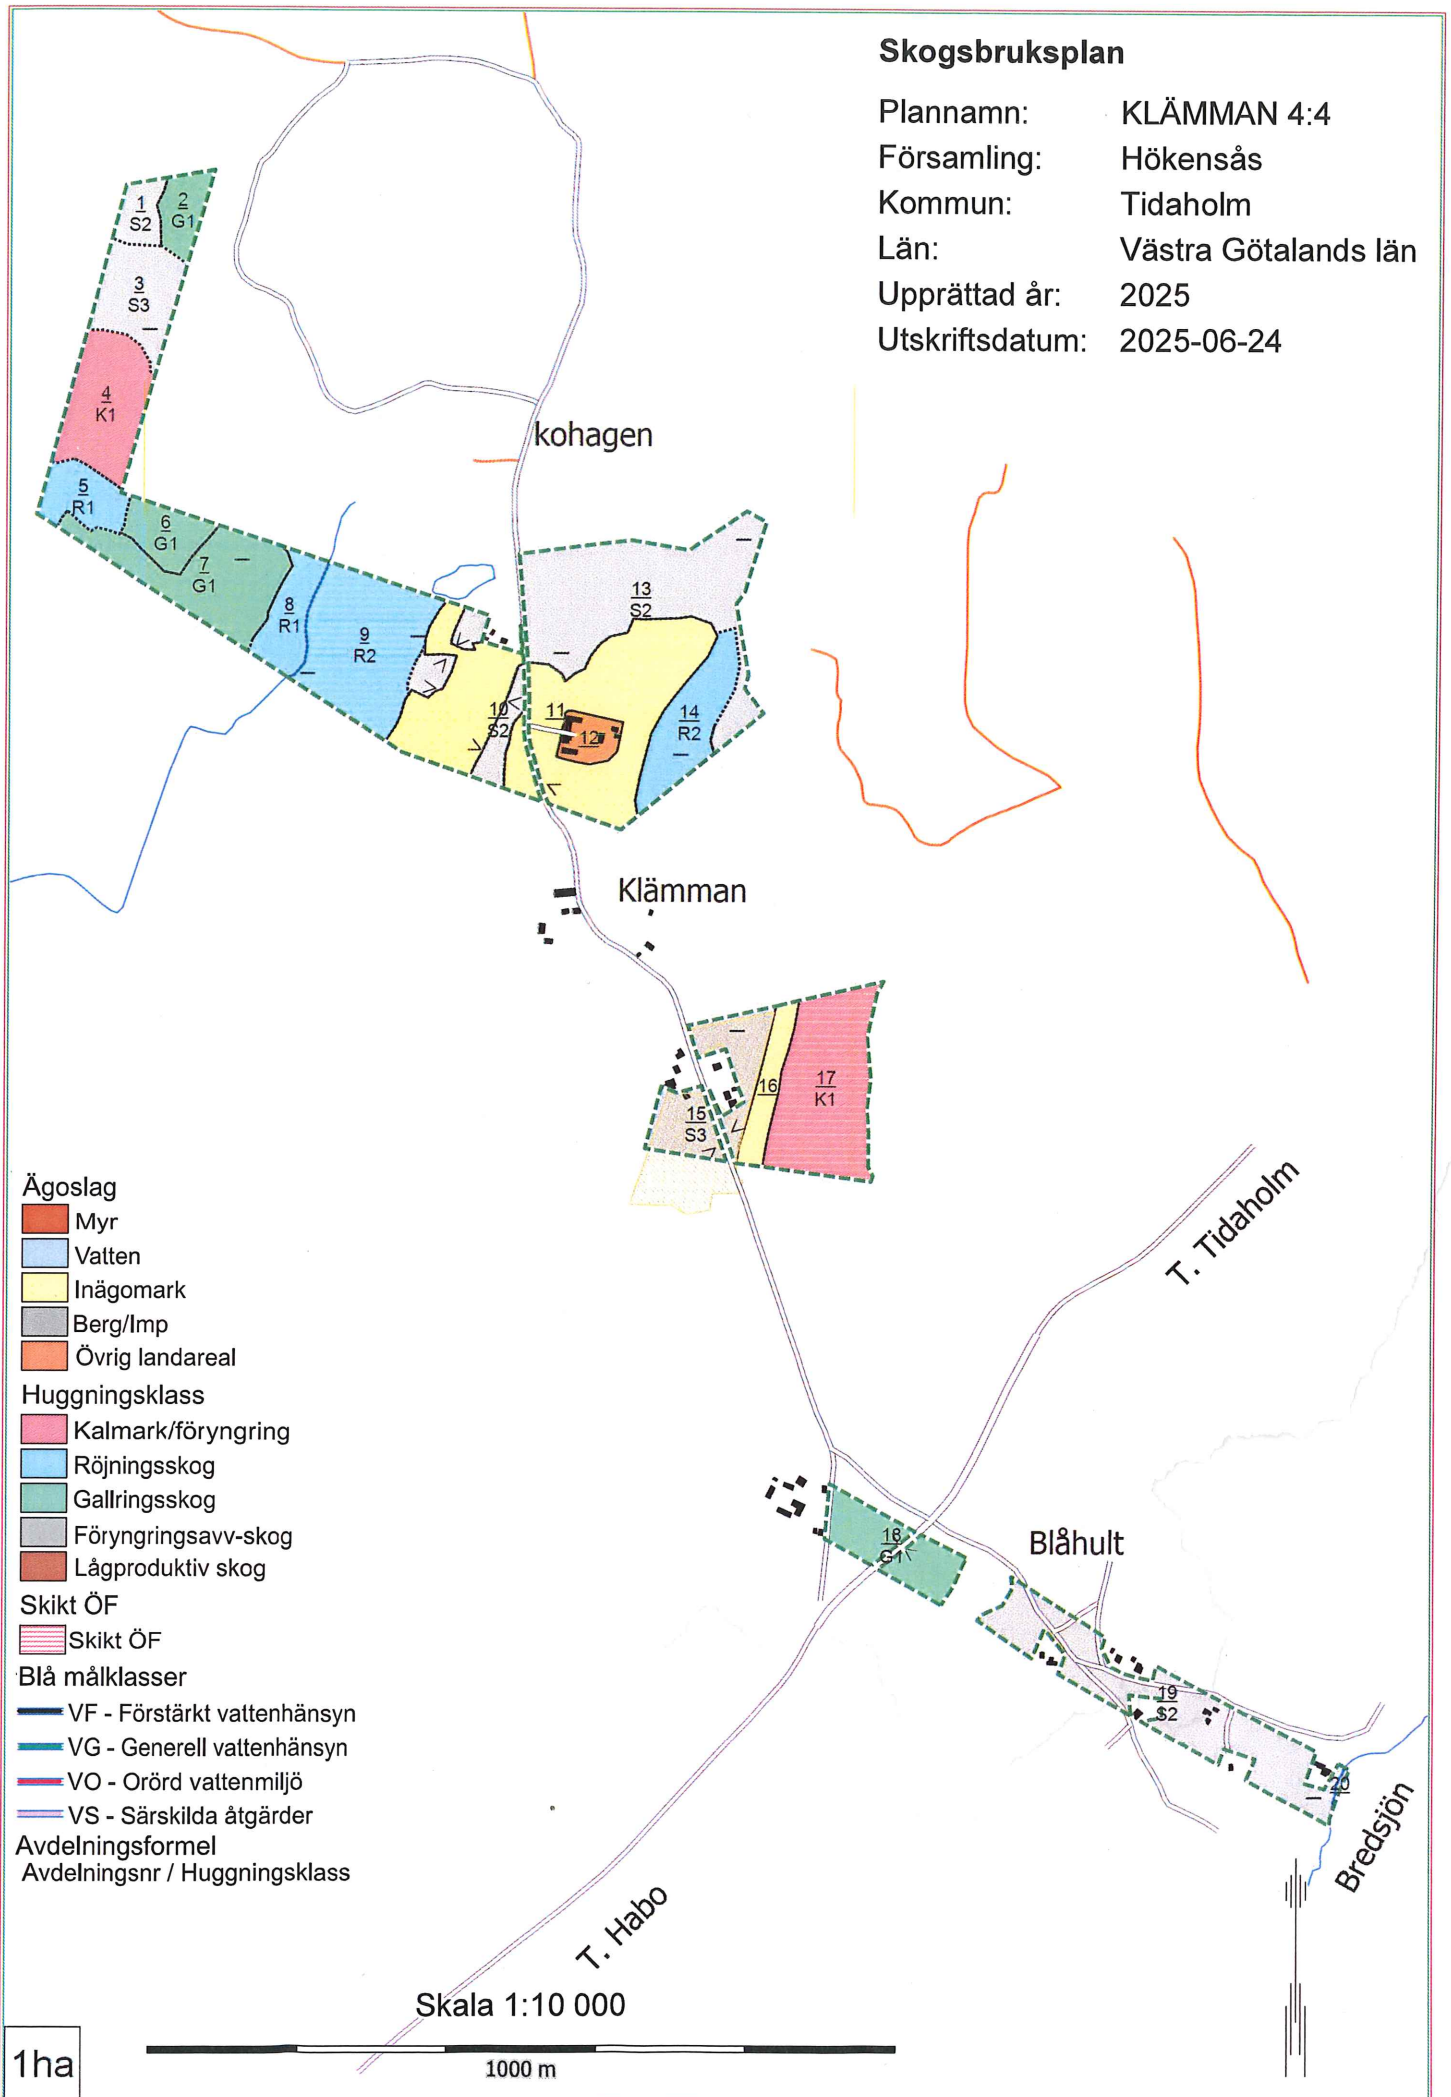 Skogsbruksplan
Plannamn: KLÄMMAN 4:4
Församling: Hökensås
Kommun: Tidaholm
Län: Västra Götalands län
Upprättad år: 2025
Utskriftsdatum: 2025-06-24
1
S2
2
G1
3
S3
4
K1
kohagen
5
R1
6
G1
7
G1
8
R1
9
R2
13
S2
10
S2
11
12
14
R2
Klämman
15
S3
16
17
K1
T. Tidaholm
Ägoslag
Myr
Vatten
Inägomark
Berg/Imp
Övrig landareal
Huggningsklass
Kalmark/föryngring
Röjningsskog
Gallringsskog
Föryngringsavv-skog
Lågproduktiv skog
Skikt ÖF
Skikt ÖF
Blå målklasser
VF - Förstärkt vattenhänsyn
VG - Generell vattenhänsyn
VO - Orörd vattenmiljö
VS - Särskilda åtgärder
Avdelningsformel
Avdelningsnr / Huggningsklass
18
G1
Blåhult
19
S2
20
Bredsjön
T. Habo
Skala 1:10 000
1ha
1000 m